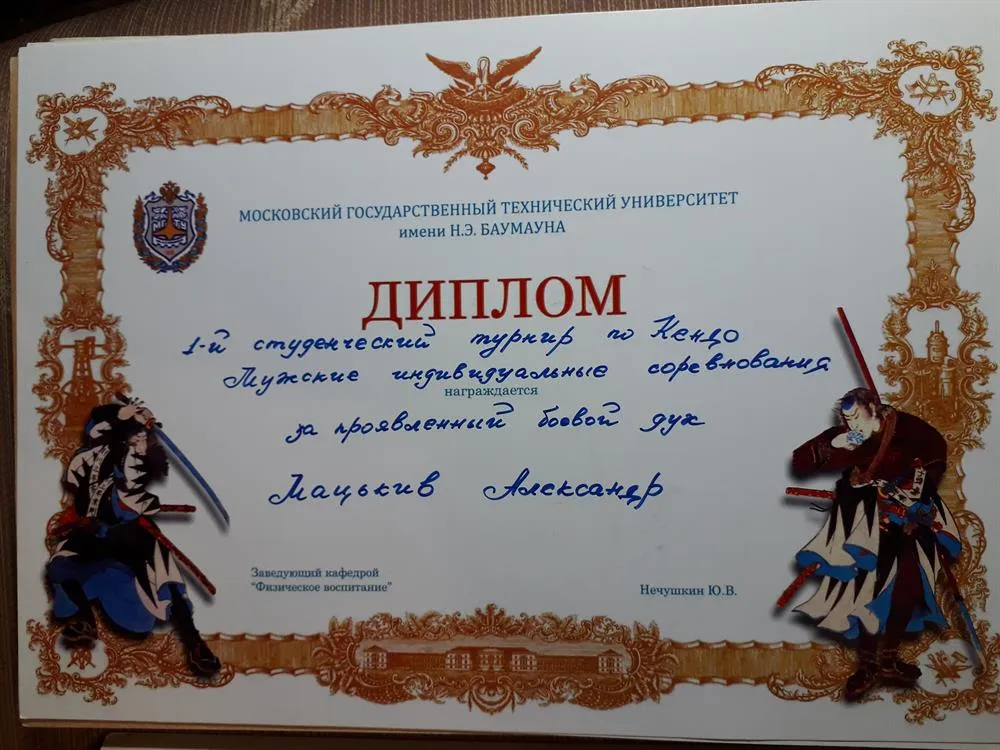 МОСКОВСКИЙ ГОСУДАРСТВЕННЫЙ ТЕХНИЧЕСКИЙ УНИВЕРСИТЕТ
имени Н.Э. БАУМАУНА
ДИПЛОМ
1-й студенческий турнир по Кендо
Мужские индивидуальные соревнования
награждается
за проявленный боевой дух
Мацькив Александр
Заведующий кафедрой
"Физическое воспитание"
Нечушкин Ю.В.